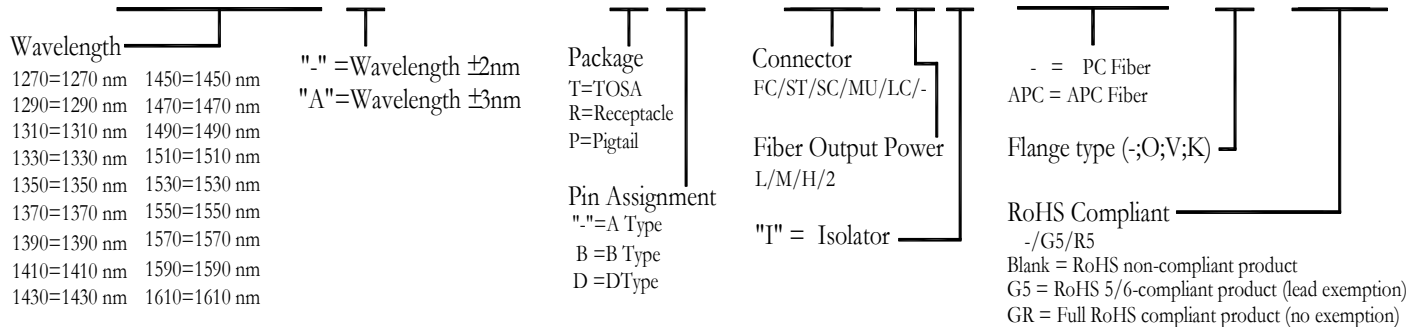 Wavelength
1270=1270 nm 1450=1450 nm
1290=1290 nm 1470=1470 nm
1310=1310 nm 1490=1490 nm
1330=1330 nm 1510=1510 nm
1350=1350 nm 1530=1530 nm
1370=1370 nm 1550=1550 nm
1390=1390 nm 1570=1570 nm
1410=1410 nm 1590=1590 nm
1430=1430 nm 1610=1610 nm
"-" =Wavelength ±2nm
"A"=Wavelength ±3nm
Package
T=TOSA
R=Receptacle
P=Pigtail
Pin Assignment
"-"=A Type
B =B Type
D =DType
Connector
FC/ST/SC/MU/LC/-
Fiber Output Power
L/M/H/2
"I" = Isolator
- = PC Fiber
APC = APC Fiber
Flange type (-;O;V;K)
RoHS Compliant
-/G5/R5
Blank = RoHS non-compliant product
G5 = RoHS 5/6-compliant product (lead exemption)
GR = Full RoHS compliant product (no exemption)